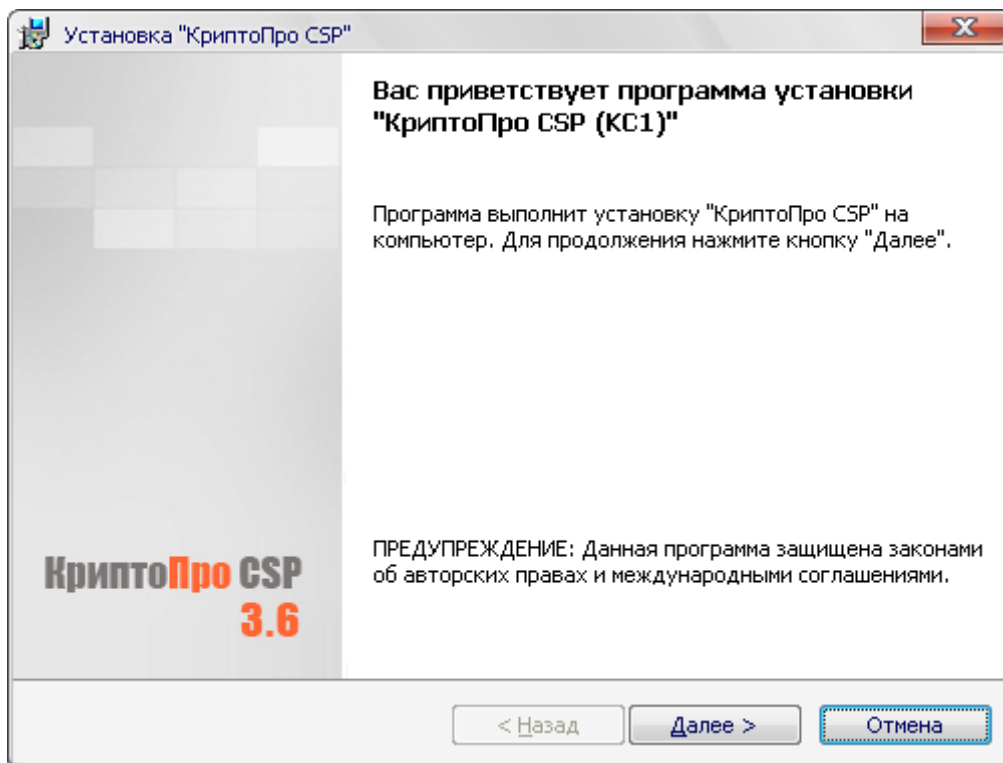 Установка "КриптоПро CSP"
Вас приветствует программа установки
"КриптоПро CSP (KC1)"
Программа выполнит установку "КриптоПро CSP" на
компьютер. Для продолжения нажмите кнопку "Далее".
ПРЕДУПРЕЖДЕНИЕ: Данная программа защищена законами
об авторских правах и международными соглашениями.
КриптоПро CSP
3.6
< Назад
Далее >
Отмена